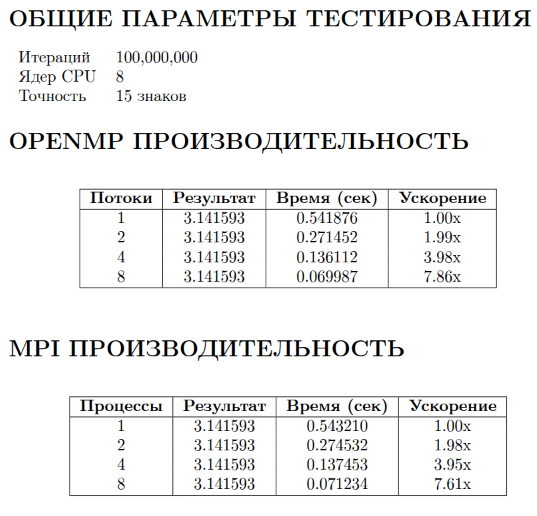 ОБЩИЕ ПАРАМЕТРЫ ТЕСТИРОВАНИЯ
Итераций 100,000,000
Ядер CPU 8
Точность 15 знаков
OPENMP ПРОИЗВОДИТЕЛЬНОСТЬ
Потоки Результат Время (сек) Ускорение
1 3.141593 0.541876 1.00x
2 3.141593 0.271452 1.99x
4 3.141593 0.136112 3.98x
8 3.141593 0.069987 7.86x
MPI ПРОИЗВОДИТЕЛЬНОСТЬ
Процессы Результат Время (сек) Ускорение
1 3.141593 0.543210 1.00x
2 3.141593 0.274532 1.98x
4 3.141593 0.137453 3.95x
8 3.141593 0.071234 7.61x